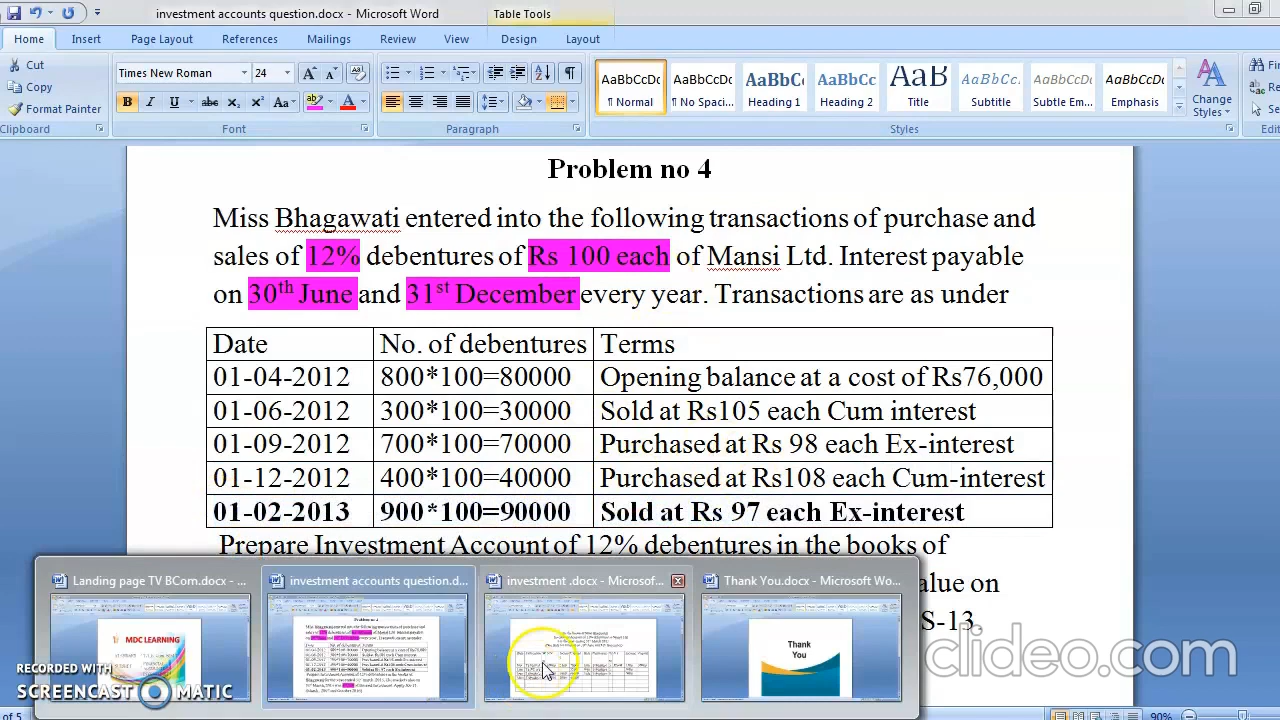 investment accounts question.docx - Microsoft Word
Table Tools
Home Insert Page Layout References Mailings Review View Design Layout
Cut
Copy
Format Painter
Clipboard
Times New Roman 24
Font
Paragraph
AaBbCcDc AaBbCcDc AaBbCc AaBbCc AaB AaBbCcL AaBbCcDc AaBbCcDc
¶ Normal ¶ No Spaci... Heading 1 Heading 2 Title Subtitle Subtle Em... Emphasis
Change Styles
Styles
Problem no 4
Miss Bhagawati entered into the following transactions of purchase and
sales of 12% debentures of Rs 100 each of Mansi Ltd. Interest payable
on 30th June and 31st December every year. Transactions are as under
Date No. of debentures Terms
01-04-2012 800*100=80000 Opening balance at a cost of Rs76,000
01-06-2012 300*100=30000 Sold at Rs105 each Cum interest
01-09-2012 700*100=70000 Purchased at Rs 98 each Ex-interest
01-12-2012 400*100=40000 Purchased at Rs108 each Cum-interest
01-02-2013 900*100=90000 Sold at Rs 97 each Ex-interest
Prepare Investment Account of 12% debentures in the books of
alue on
S-13.
Landing page TV BCom.docx - ...
investment accounts question.d...
investment .docx - Microsof...
Thank You.docx - Microsoft Wo...
MDC LEARNING
Problem no 4
Thank
You
RECORDED WITH
SCREENCAST MATIC
clideo.com
of 5
90%